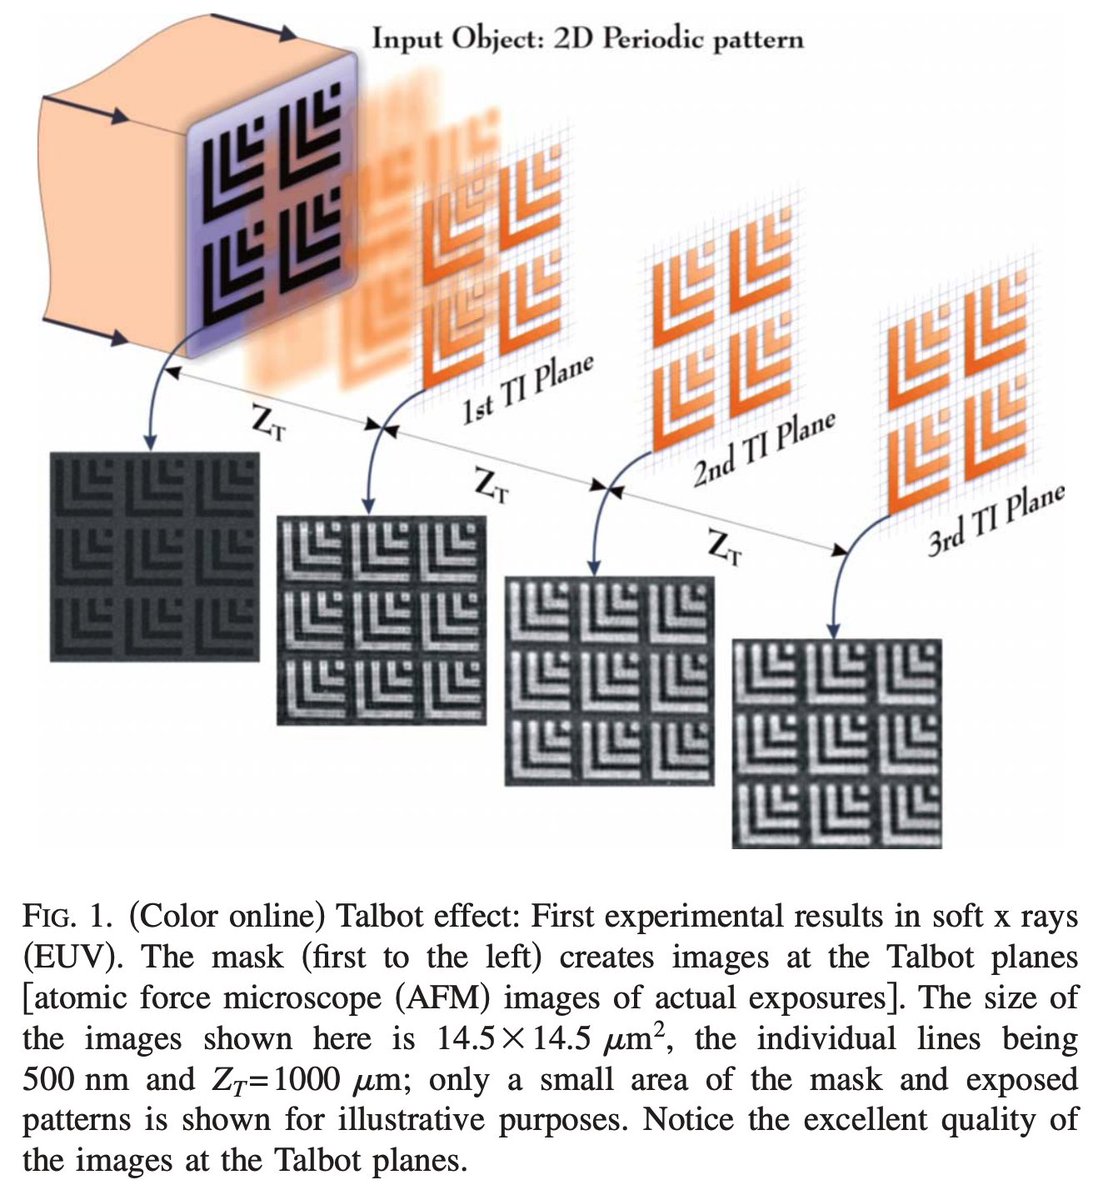 Input Object: 2D Periodic pattern
1st TI Plane
2nd TI Plane
3rd TI Plane
Z_T
Z_T
Z_T
FIG. 1. (Color online) Talbot effect: First experimental results in soft x rays
(EUV). The mask (first to the left) creates images at the Talbot planes
[atomic force microscope (AFM) images of actual exposures]. The size of
the images shown here is 14.5×14.5 μm², the individual lines being
500 nm and Z_T=1000 μm; only a small area of the mask and exposed
patterns is shown for illustrative purposes. Notice the excellent quality of
the images at the Talbot planes.